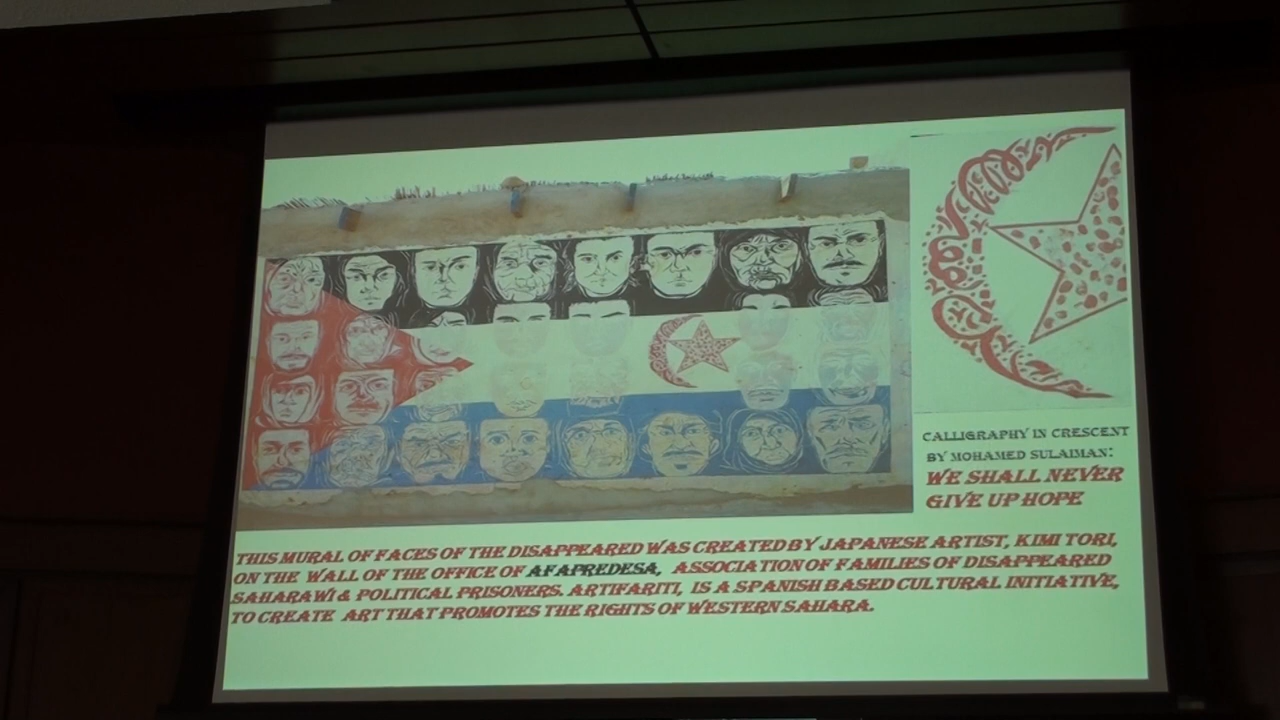 CALLIGRAPHY IN CRESCENT
BY MOHAMED SULAIMAN:
WE SHALL NEVER
GIVE UP HOPE
THIS MURAL OF FACES OF THE DISAPPEARED WAS CREATED BY JAPANESE ARTIST, KIMI TORI,
ON THE WALL OF THE OFFICE OF AFAPREDESA, ASSOCIATION OF FAMILIES OF DISAPPEARED
SAHARAWI & POLITICAL PRISONERS. ARTIFARITI, IS A SPANISH BASED CULTURAL INITIATIVE,
TO CREATE ART THAT PROMOTES THE RIGHTS OF WESTERN SAHARA.